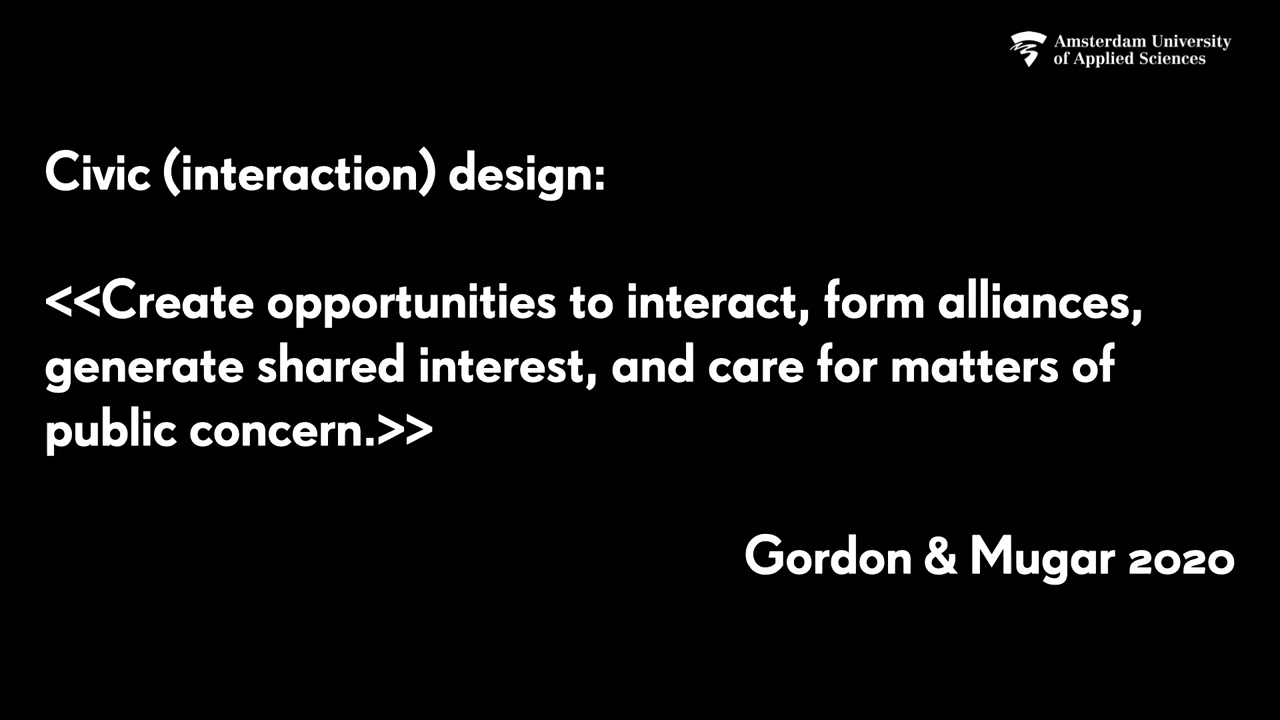 Amsterdam University
of Applied Sciences
Civic (interaction) design:
<<Create opportunities to interact, form alliances,
generate shared interest, and care for matters of
public concern.>>
Gordon & Mugar 2020